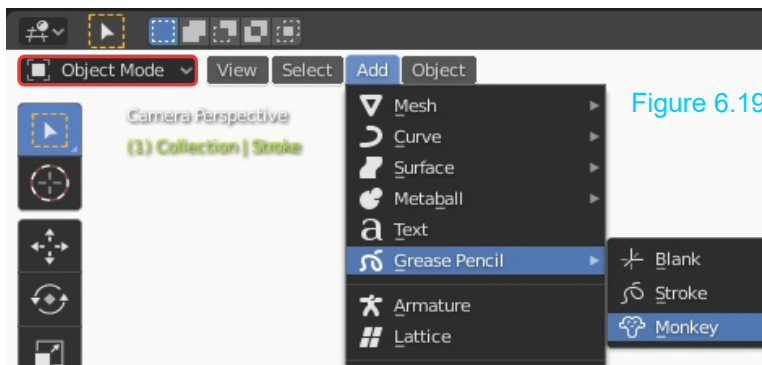 Object Mode View Select Add Object
Camera Perspective
(1) Collection | Stroke
Mesh
Figure 6.19
Curve
Surface
Metaball
Text
Grease Pencil
Blank
Stroke
Monkey
Armature
Lattice